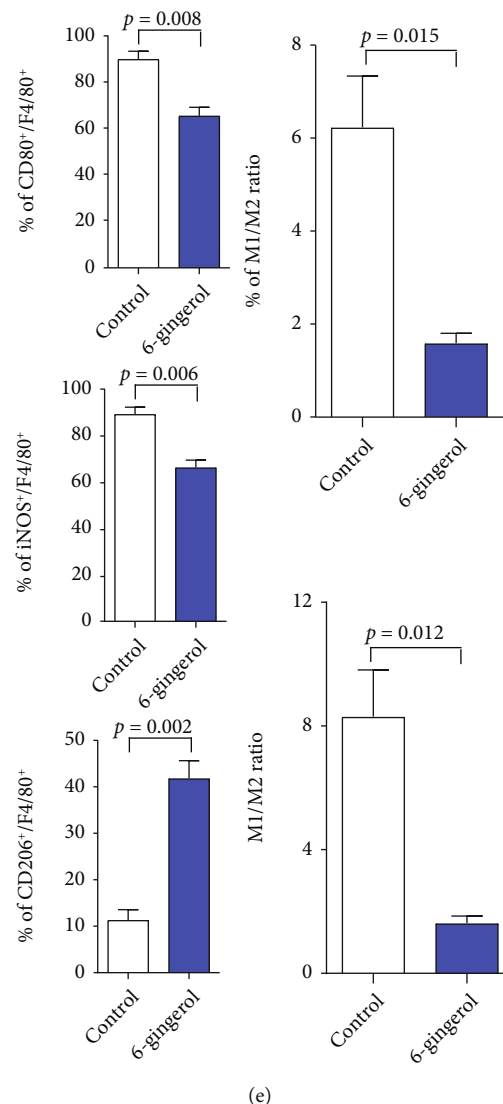 p = 0.008
100
80
60
40
20
0
% of CD80⁺/F4/80⁺
Control
6-gingerol
p = 0.015
8
6
4
2
0
% of M1/M2 ratio
Control
6-gingerol
p = 0.006
100
80
60
40
20
0
% of iNOS⁺/F4/80⁺
Control
6-gingerol
p = 0.002
50
40
30
20
10
0
% of CD206⁺/F4/80⁺
Control
6-gingerol
p = 0.012
12
8
4
0
M1/M2 ratio
Control
6-gingerol
(e)